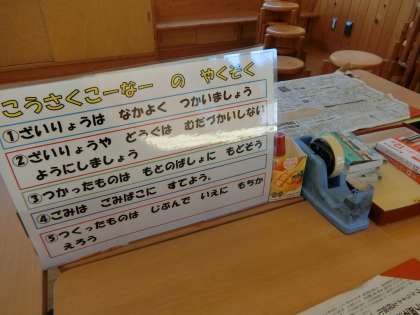 こうさくこーなー の やくそく
①ざいりょうは なかよく つかいましょう
②ざいりょうや どうぐは むだづかいしない
ようにしましょう
③つかったものは もとのばしょに もどそう
④ごみは ごみばこに すてよう。
⑤つくったものは じぶんで いえに もちか
えろう